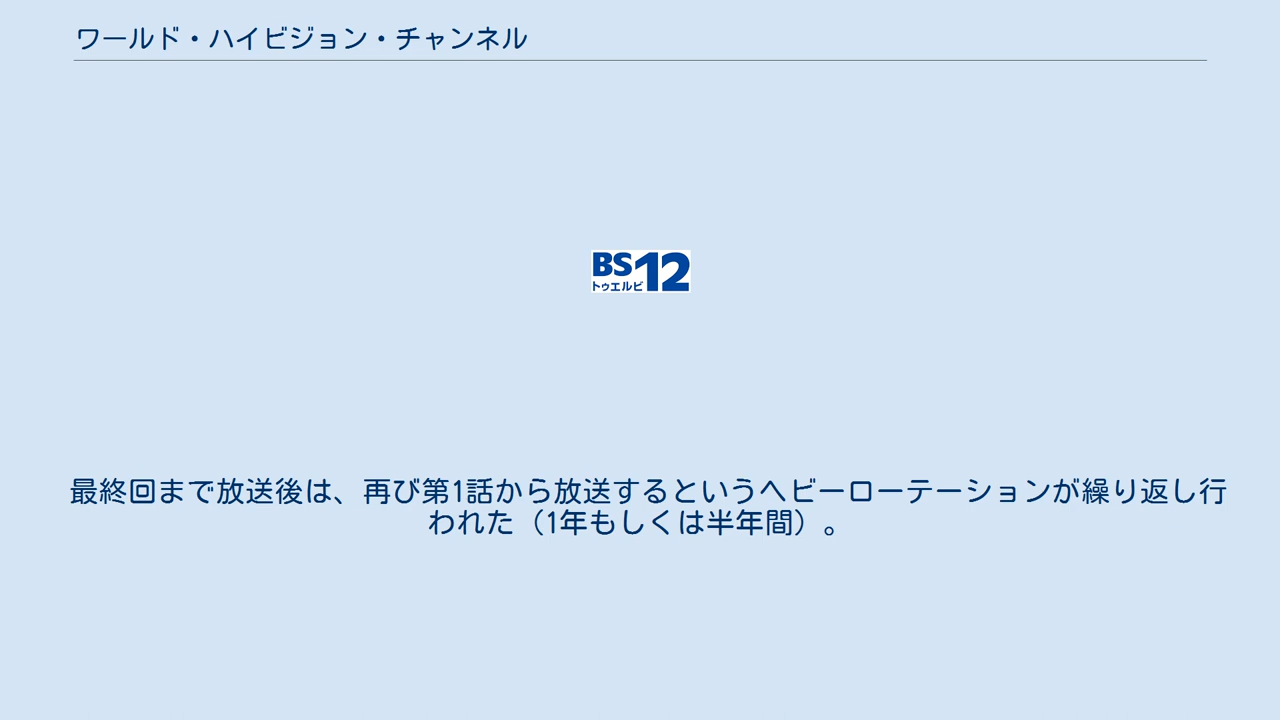 ワールド・ハイビジョン・チャンネル
BS12
トゥエルビ
最終回まで放送後は、再び第1話から放送するというヘビーローテーションが繰り返し行
われた（1年もしくは半年間）。